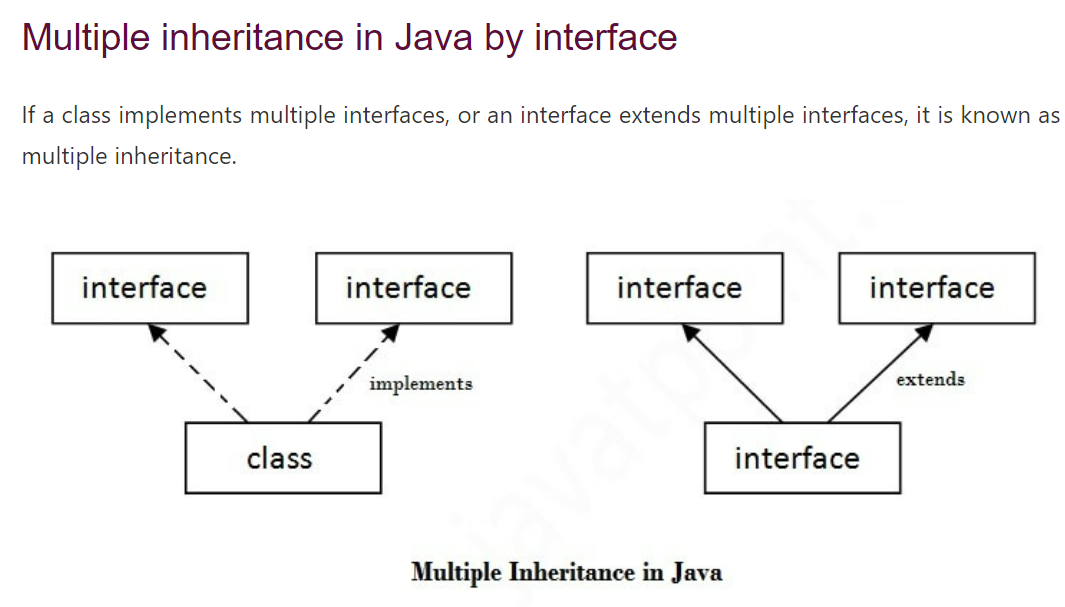 Multiple inheritance in Java by interface
If a class implements multiple interfaces, or an interface extends multiple interfaces, it is known as
multiple inheritance.
interface interface interface interface
implements extends
class interface
Multiple Inheritance in Java
javatpoint.